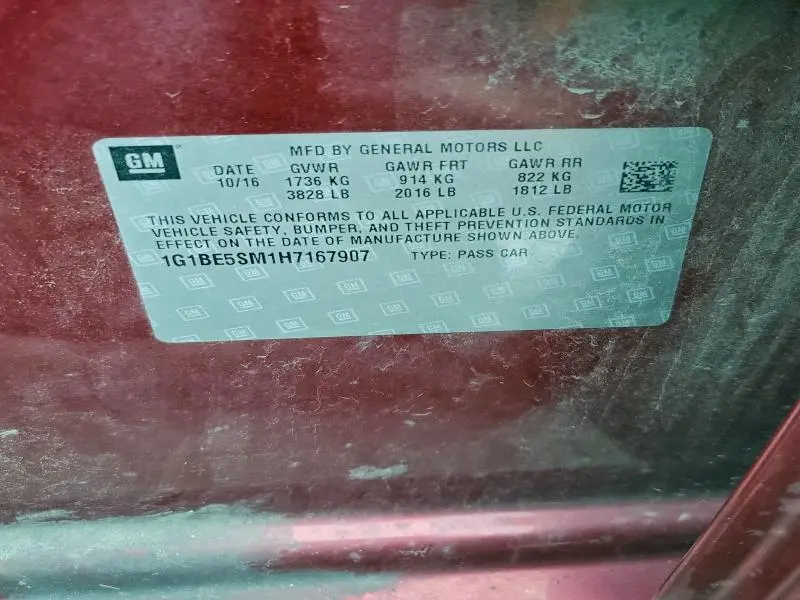 GM MFD BY GENERAL MOTORS LLC
DATE GVWR GAWR FRT GAWR RR
10/16 1736 KG 914 KG 822 KG
3828 LB 2016 LB 1812 LB
THIS VEHICLE CONFORMS TO ALL APPLICABLE U.S. FEDERAL MOTOR
VEHICLE SAFETY, BUMPER, AND THEFT PREVENTION STANDARDS IN
EFFECT ON THE DATE OF MANUFACTURE SHOWN ABOVE.
1G1BE5SM1H7167907 TYPE: PASS CAR